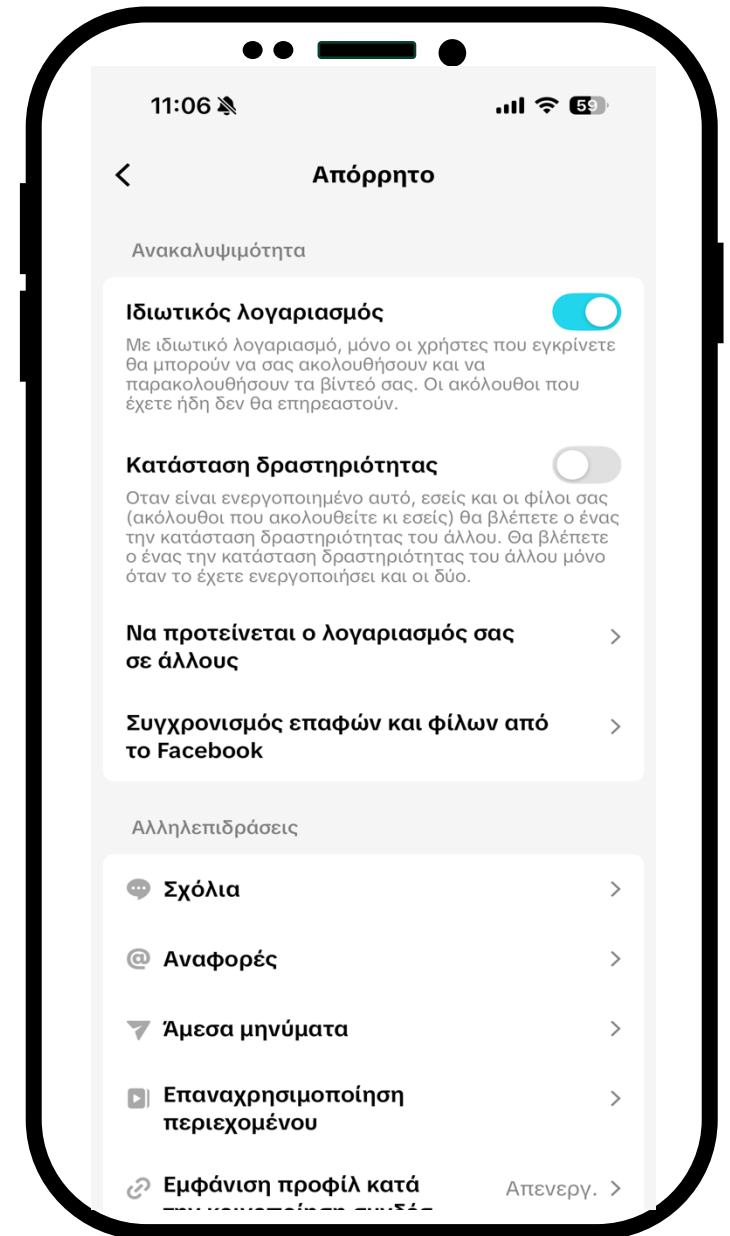 11:06
59
Απόρρητο
Ανακαλυψιμότητα
Ιδιωτικός λογαριασμός
Με ιδιωτικό λογαριασμό, μόνο οι χρήστες που εγκρίνετε
θα μπορούν να σας ακολουθήσουν και να
παρακολουθήσουν τα βίντεό σας. Οι ακόλουθοι που
έχετε ήδη δεν θα επηρεαστούν.
Κατάσταση δραστηριότητας
Οταν είναι ενεργοποιημένο αυτό, εσείς και οι φίλοι σας
(ακόλουθοι που ακολουθείτε κι εσείς) θα βλέπετε ο ένας
την κατάσταση δραστηριότητας του άλλου. Θα βλέπετε
ο ένας την κατάσταση δραστηριότητας του άλλου μόνο
όταν το έχετε ενεργοποιήσει και οι δύο.
Να προτείνεται ο λογαριασμός σας
σε άλλους
Συγχρονισμός επαφών και φίλων από
το Facebook
Αλληλεπιδράσεις
Σχόλια
Αναφορές
Άμεσα μηνύματα
Επαναχρησιμοποίηση
περιεχομένου
Εμφάνιση προφίλ κατά
Απενεργ.